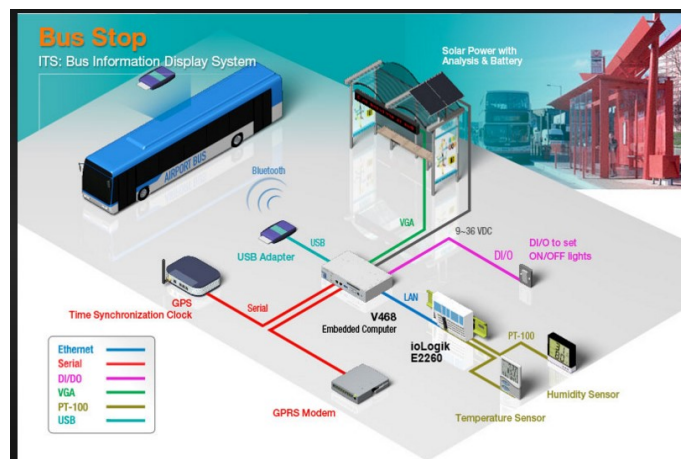 Bus Stop
ITS: Bus Information Display System
Solar Power with
Analysis & Battery
AIRPORT BUS
Bluetooth
VGA
9~36 VDC
USB
USB Adapter
DI/O
DI/O to set
ON/OFF lights
GPS
Time Synchronization Clock
Serial
LAN
V468
Embedded Computer
ioLogik
E2260
PT-100
Humidity Sensor
Temperature Sensor
GPRS Modem
Ethernet
Serial
DI/DO
VGA
PT-100
USB